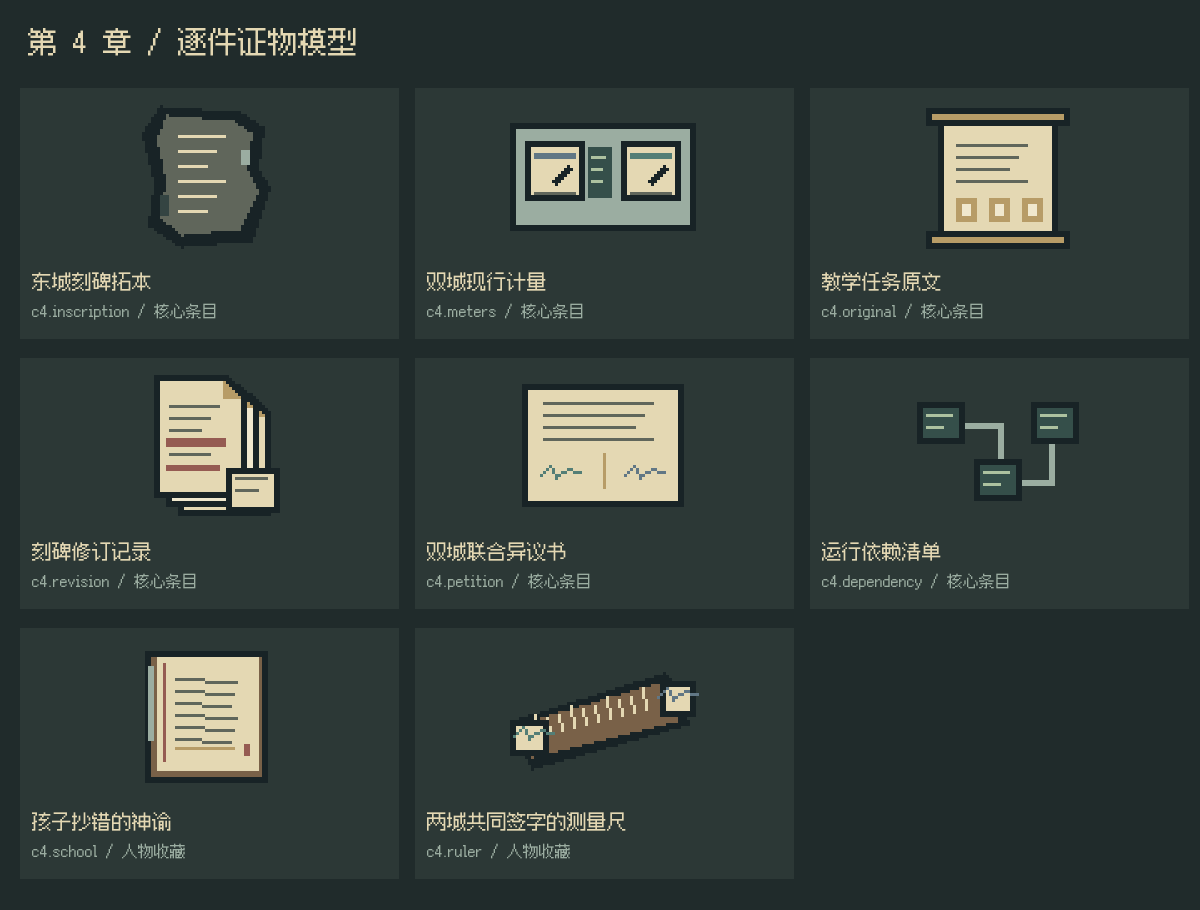 第 4 章 / 逐件证物模型
东城刻碑拓本
c4.inscription / 核心条目
双城现行计量
c4.meters / 核心条目
教学任务原文
c4.original / 核心条目
刻碑修订记录
c4.revision / 核心条目
双城联合异议书
c4.petition / 核心条目
运行依赖清单
c4.dependency / 核心条目
孩子抄错的神谕
c4.school / 人物收藏
两城共同签字的测量尺
c4.ruler / 人物收藏